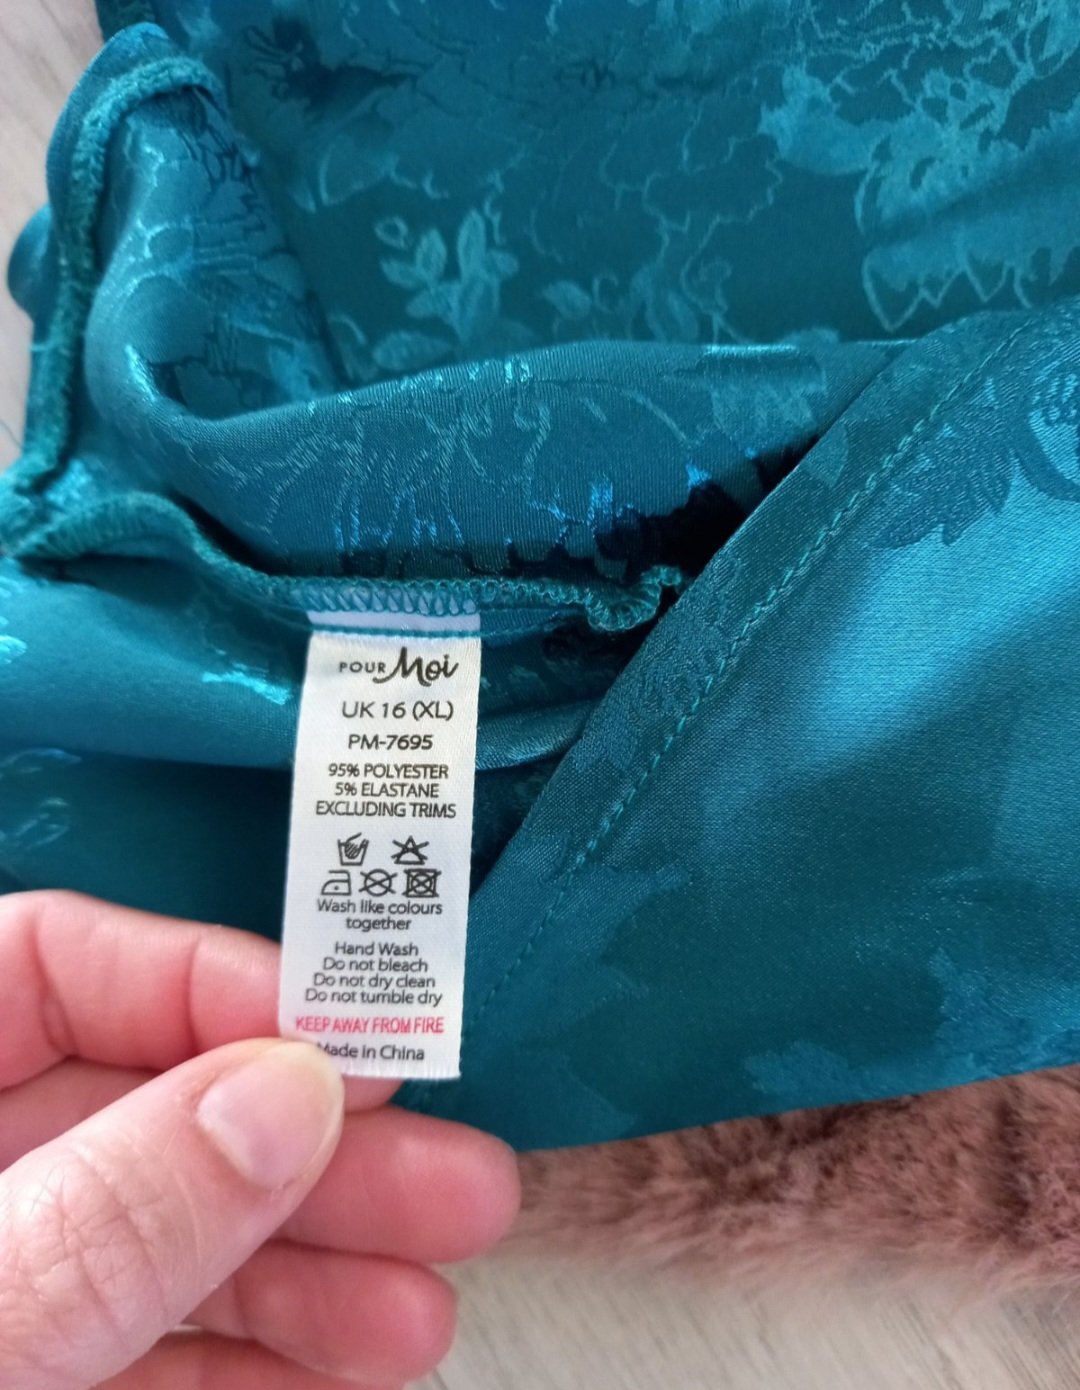 POUR Moi
UK 16 (XL)
PM-7695
95% POLYESTER
5% ELASTANE
EXCLUDING TRIMS
Wash like colours
together
Hand Wash
Do not bleach
Do not dry clean
Do not tumble dry
KEEP AWAY FROM FIRE
Made in China